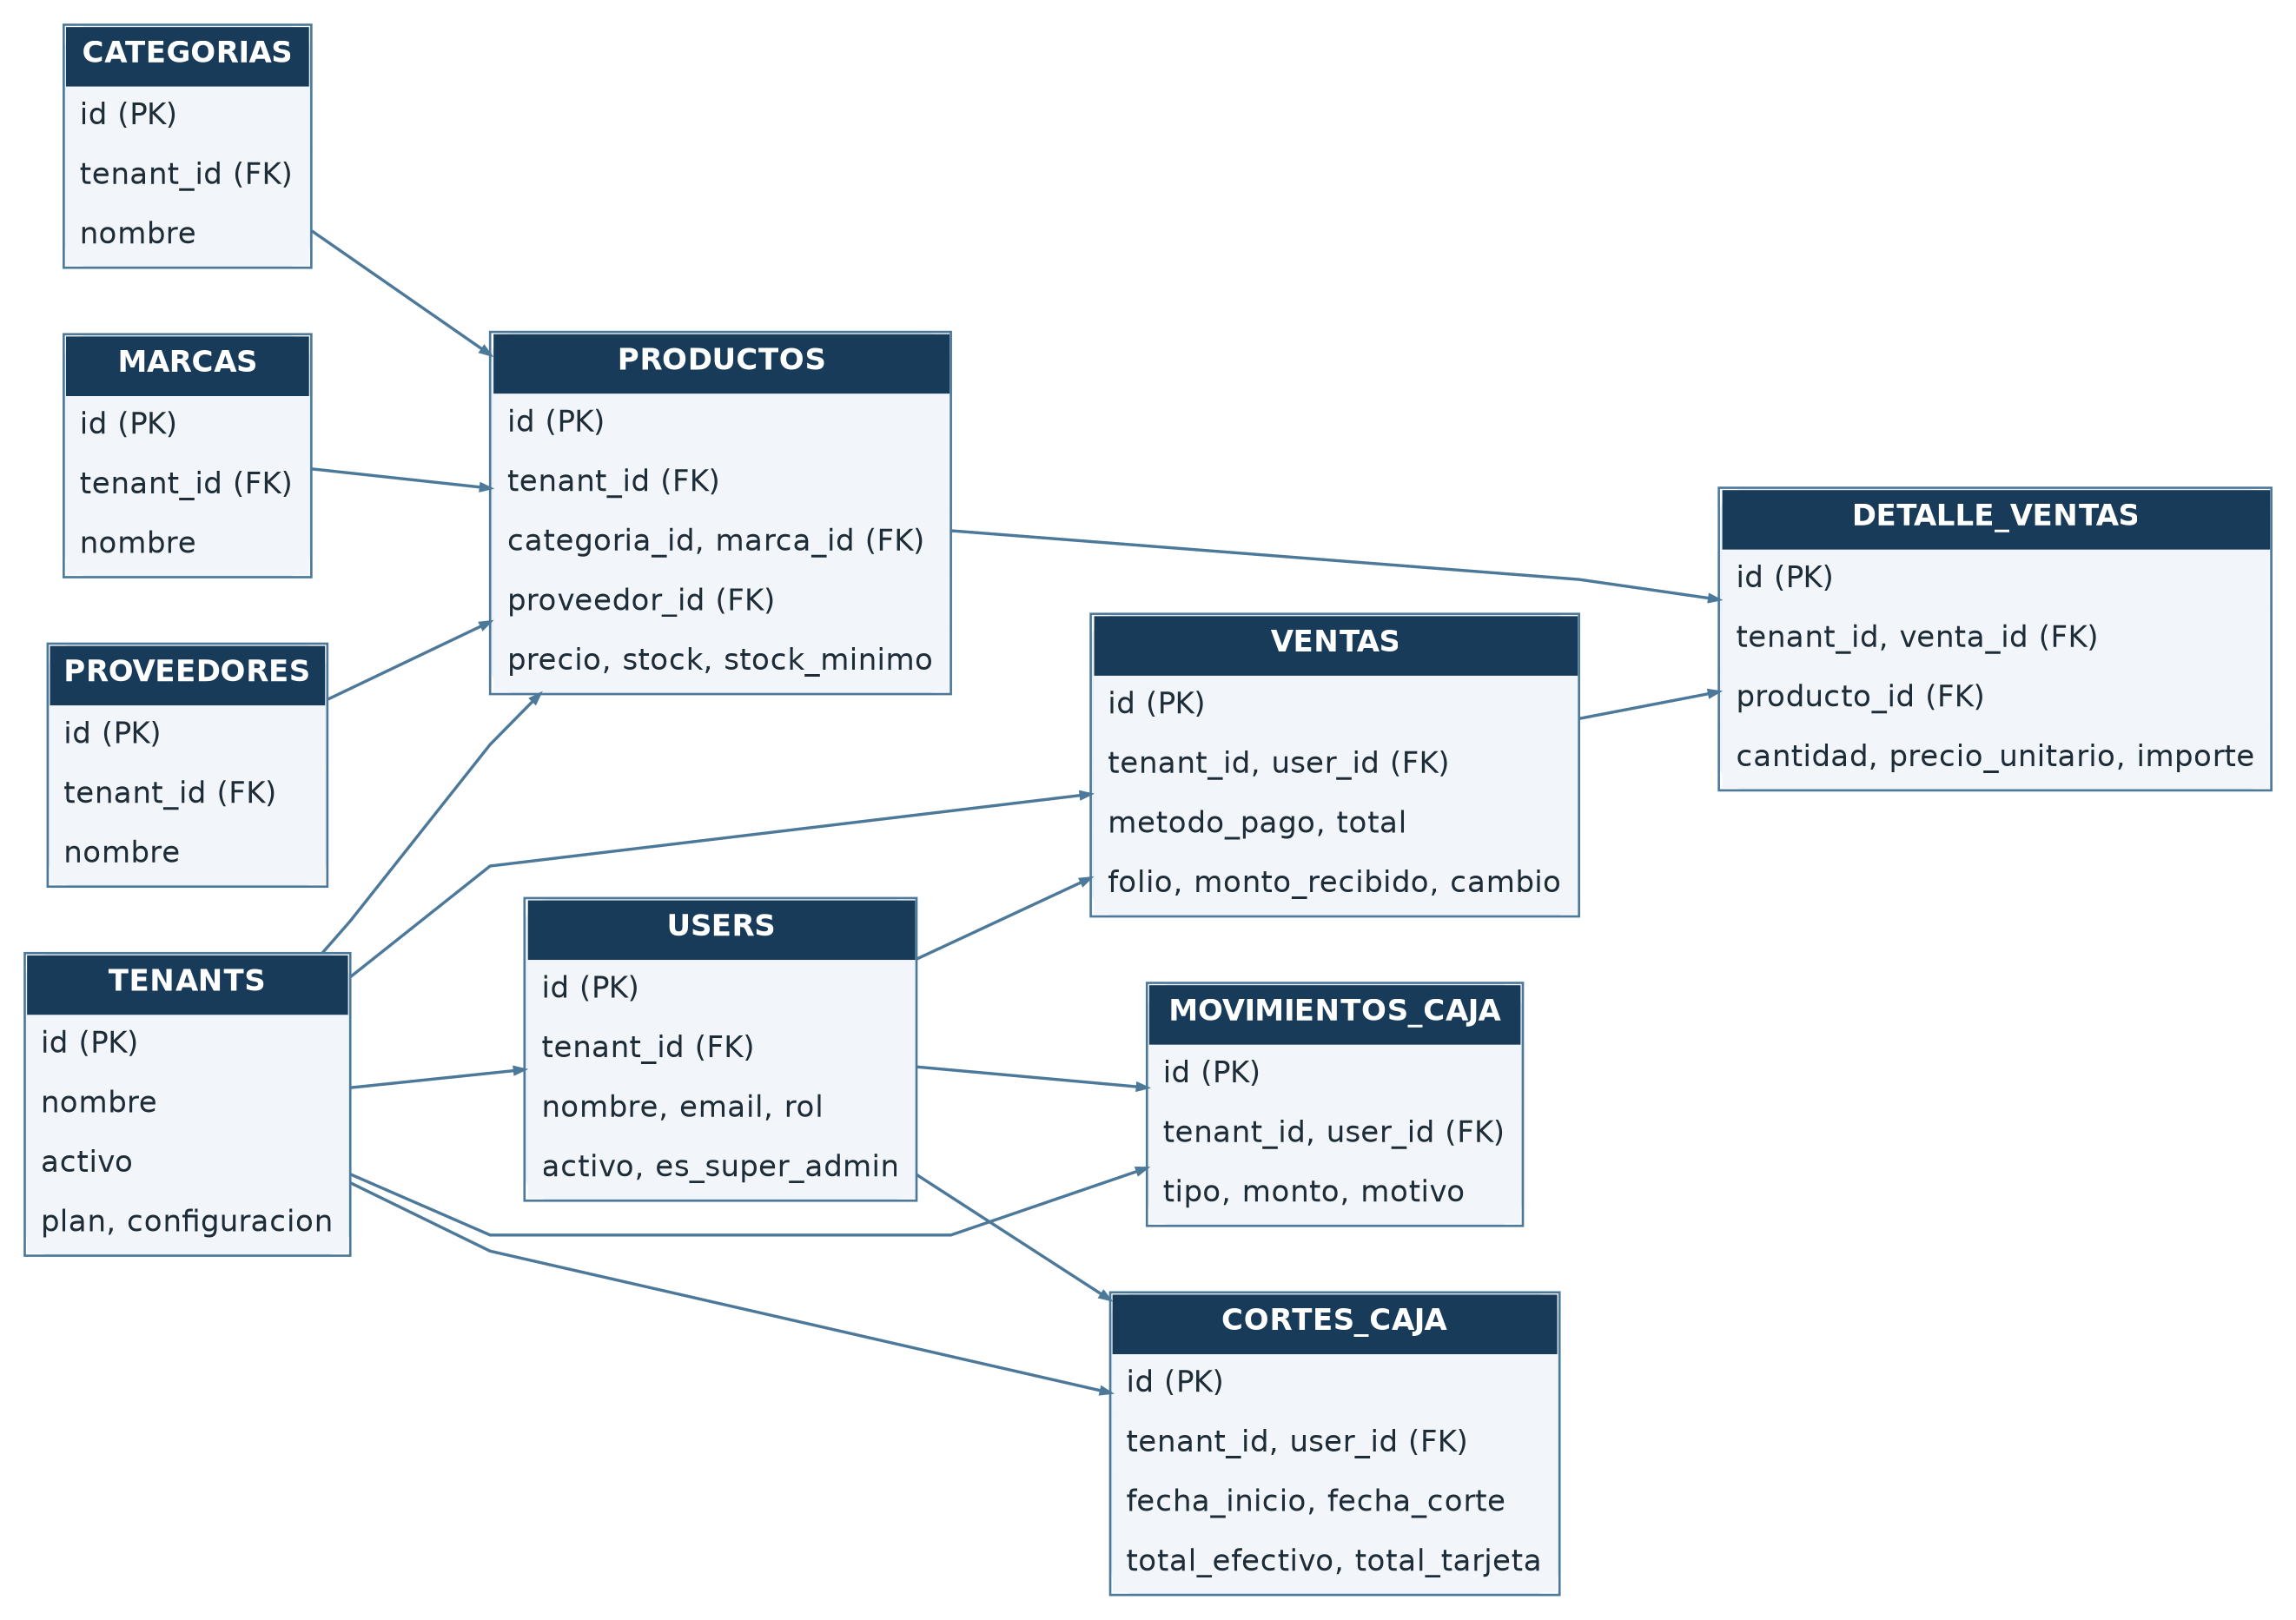 CATEGORIAS
id (PK)
tenant_id (FK)
nombre
MARCAS
id (PK)
tenant_id (FK)
nombre
PROVEEDORES
id (PK)
tenant_id (FK)
nombre
TENANTS
id (PK)
nombre
activo
plan, configuracion
PRODUCTOS
id (PK)
tenant_id (FK)
categoria_id, marca_id (FK)
proveedor_id (FK)
precio, stock, stock_minimo
USERS
id (PK)
tenant_id (FK)
nombre, email, rol
activo, es_super_admin
VENTAS
id (PK)
tenant_id, user_id (FK)
metodo_pago, total
folio, monto_recibido, cambio
MOVIMIENTOS_CAJA
id (PK)
tenant_id, user_id (FK)
tipo, monto, motivo
CORTES_CAJA
id (PK)
tenant_id, user_id (FK)
fecha_inicio, fecha_corte
total_efectivo, total_tarjeta
DETALLE_VENTAS
id (PK)
tenant_id, venta_id (FK)
producto_id (FK)
cantidad, precio_unitario, importe